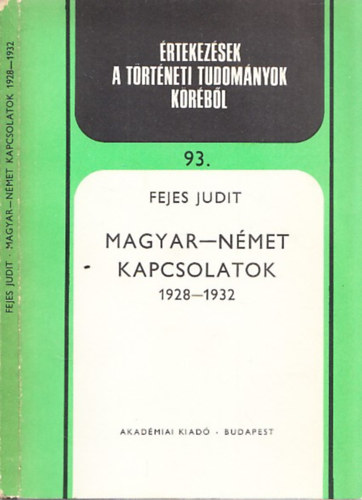 FEJES JUDIT · MAGYAR—NÉMET KAPCSOLATOK 1928—1932
ÉRTEKEZÉSEK
A TÖRTÉNETI TUDOMÁNYOK
KÖRÉBŐL
93.
FEJES JUDIT
MAGYAR—NÉMET
KAPCSOLATOK
1928—1932
AKADÉMIAI KIADÓ · BUDAPEST